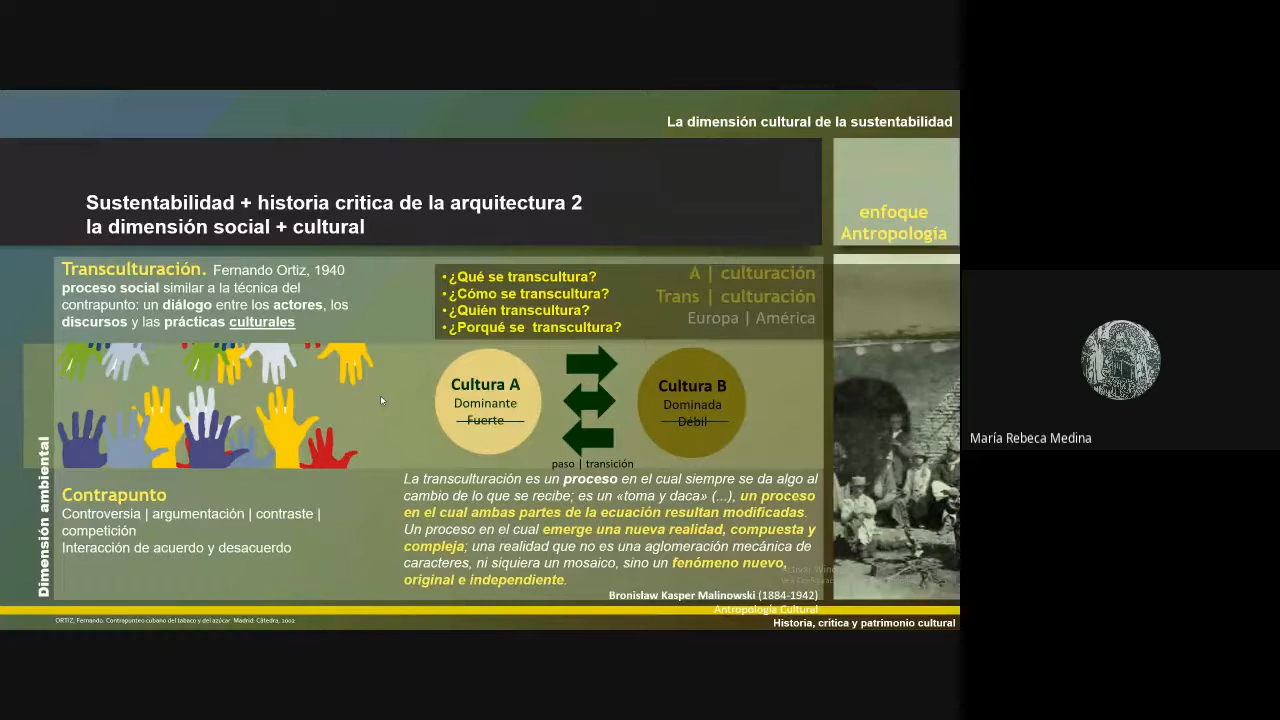 La dimensión cultural de la sustentabilidad
Sustentabilidad + historia critica de la arquitectura 2
la dimensión social + cultural
enfoque
Antropología
Transculturación. Fernando Ortiz, 1940
proceso social similar a la técnica del
contrapunto: un diálogo entre los actores, los
discursos y las prácticas culturales
•¿Qué se transcultura?
•¿Cómo se transcultura?
•¿Quién transcultura?
•¿Porqué se transcultura?
A | culturación
Trans | culturación
Europa | América
Cultura A
Dominante
Fuerte
Cultura B
Dominada
Débil
paso | transición
Dimensión ambiental
Contrapunto
Controversia | argumentación | contraste |
competición
Interacción de acuerdo y desacuerdo
La transculturación es un proceso en el cual siempre se da algo al
cambio de lo que se recibe; es un «toma y daca» (...), un proceso
en el cual ambas partes de la ecuación resultan modificadas.
Un proceso en el cual emerge una nueva realidad, compuesta y
compleja; una realidad que no es una aglomeración mecánica de
caracteres, ni siquiera un mosaico, sino un fenómeno nuevo,
original e independiente.
Bronisław Kasper Malinowski (1884-1942)
Antropología Cultural
ORTIZ, Fernando. Contrapunteo cubano del tabaco y del azúcar. Madrid: Cátedra, 2002
Historia, crítica y patrimonio cultural
María Rebeca Medina